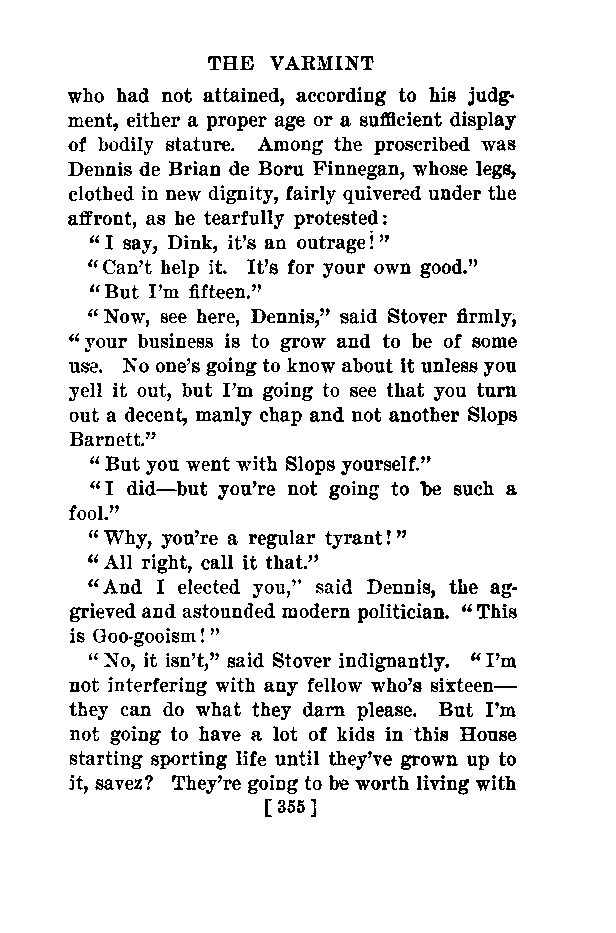 THE VARMINT
who had not attained, according to his judg-
ment, either a proper age or a sufficient display
of bodily stature. Among the proscribed was
Dennis de Brian de Boru Finnegan, whose legs,
clothed in new dignity, fairly quivered under the
affront, as he tearfully protested:
"I say, Dink, it's an outrage!"
"Can't help it. It's for your own good."
"But I'm fifteen."
"Now, see here, Dennis," said Stover firmly,
"your business is to grow and to be of some
use. No one's going to know about it unless you
yell it out, but I'm going to see that you turn
out a decent, manly chap and not another Slops
Barnett."
"But you went with Slops yourself."
"I did—but you're not going to be such a
fool."
"Why, you're a regular tyrant!"
"All right, call it that."
"And I elected you," said Dennis, the ag-
grieved and astounded modern politician. "This
is Goo-gooism!"
"No, it isn't," said Stover indignantly. "I'm
not interfering with any fellow who's sixteen—
they can do what they darn please. But I'm
not going to have a lot of kids in this House
starting sporting life until they've grown up to
it, savez? They're going to be worth living with
[355]